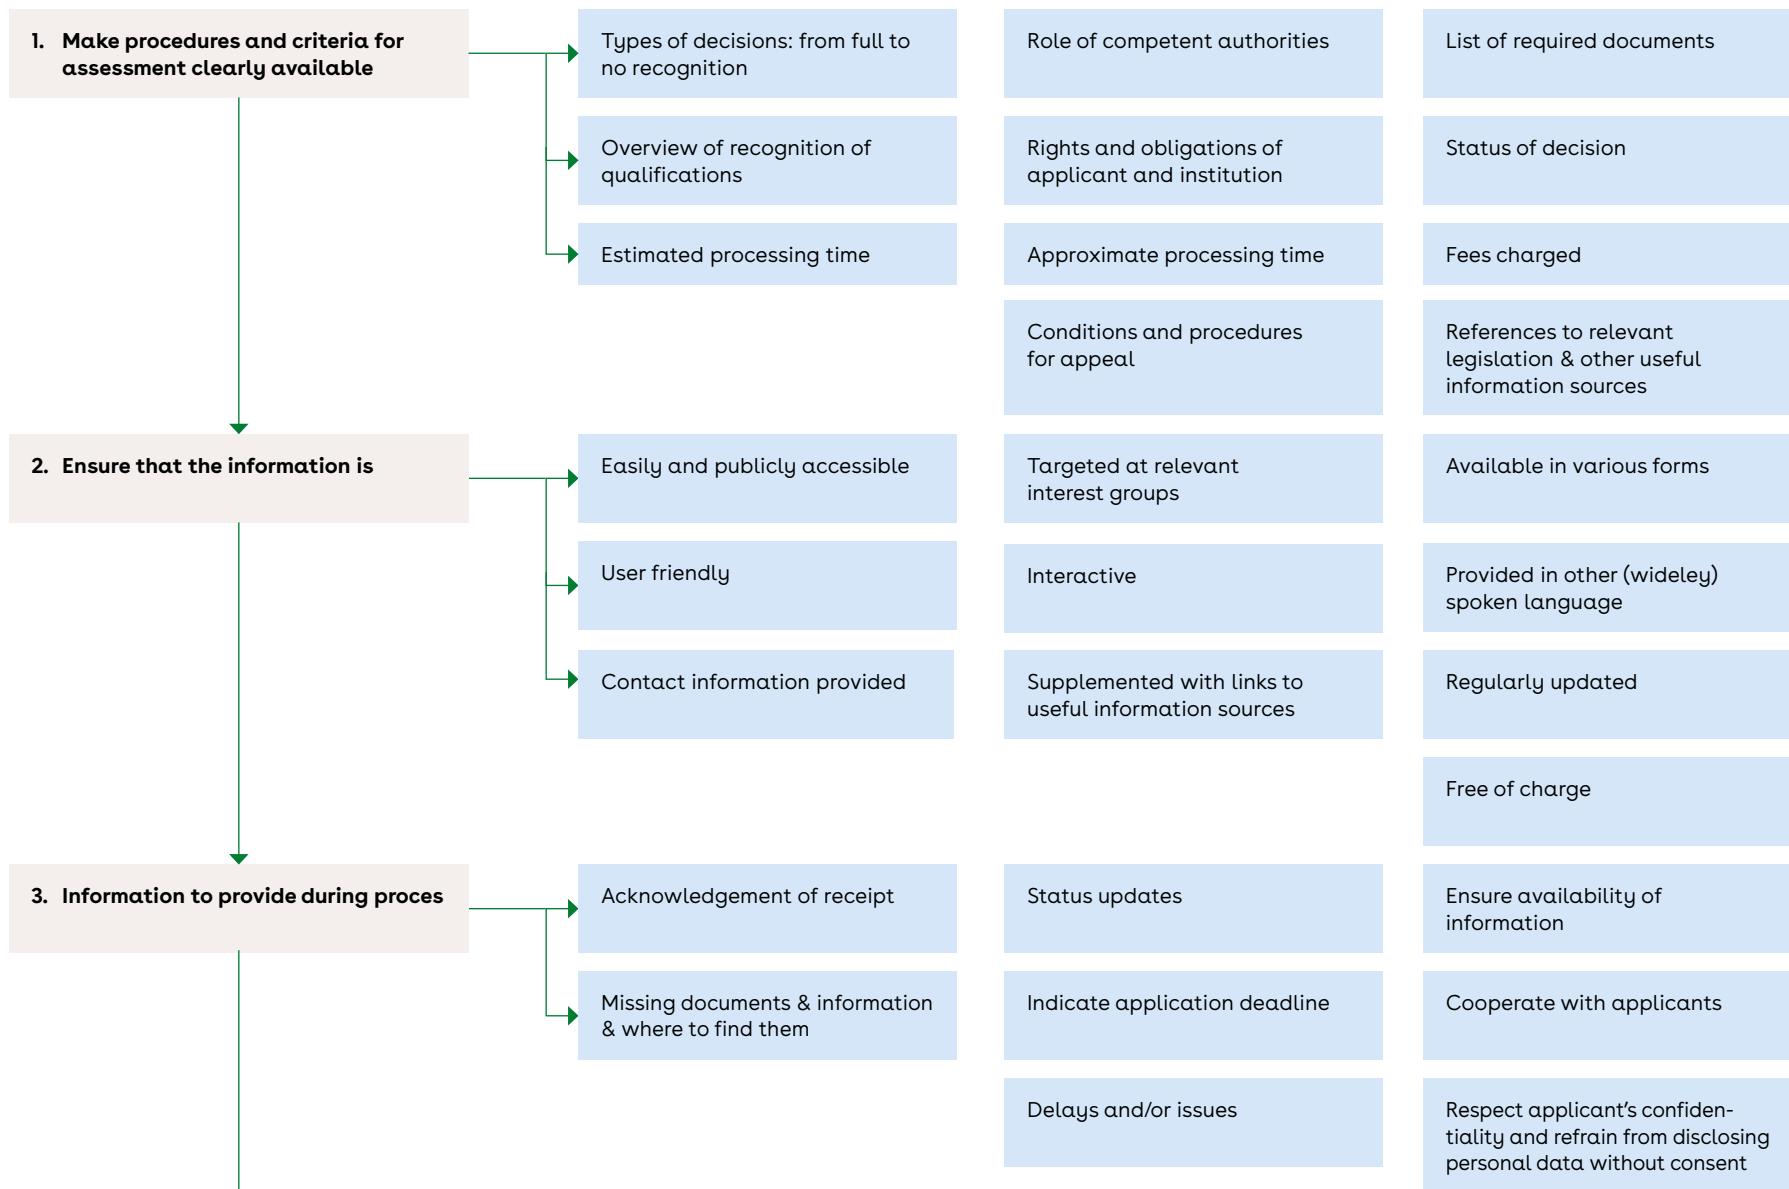 1. Make procedures and criteria for
assessment clearly available
Types of decisions: from full to
no recognition
Role of competent authorities
List of required documents
Overview of recognition of
qualifications
Rights and obligations of
applicant and institution
Status of decision
Estimated processing time
Approximate processing time
Fees charged
Conditions and procedures
for appeal
References to relevant
legislation & other useful
information sources
2. Ensure that the information is
Easily and publicly accessible
Targeted at relevant
interest groups
Available in various forms
User friendly
Interactive
Provided in other (wideley)
spoken language
Contact information provided
Supplemented with links to
useful information sources
Regularly updated
Free of charge
3. Information to provide during proces
Acknowledgement of receipt
Status updates
Ensure availability of
information
Missing documents & information
& where to find them
Indicate application deadline
Cooperate with applicants
Delays and/or issues
Respect applicant's confiden-
tiality and refrain from disclosing
personal data without consent